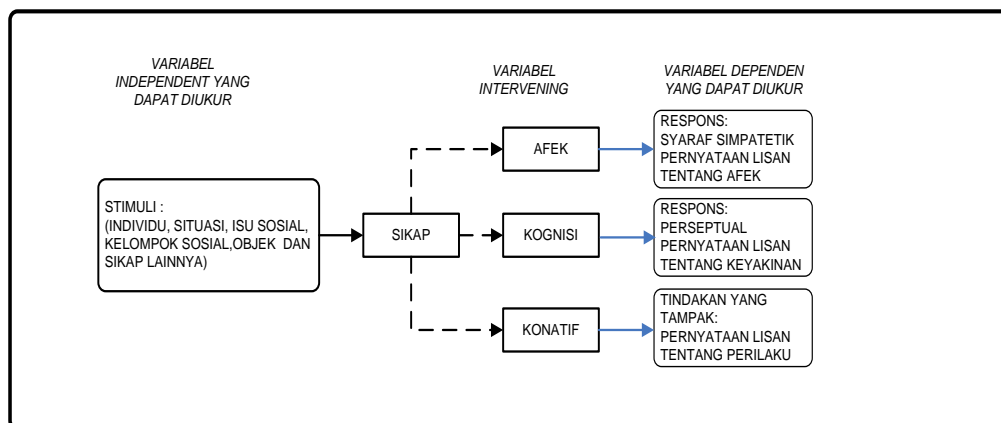 VARIABEL
INDEPENDENT YANG
DAPAT DIUKUR
VARIABEL
INTERVENING
VARIABEL DEPENDEN
YANG DAPAT DIUKUR
STIMULI :
(INDIVIDU, SITUASI, ISU SOSIAL,
KELOMPOK SOSIAL,OBJEK DAN
SIKAP LAINNYA)
SIKAP
AFEK
KOGNISI
KONATIF
RESPONS:
SYARAF SIMPATETIK
PERNYATAAN LISAN
TENTANG AFEK
RESPONS:
PERSEPTUAL
PERNYATAAN LISAN
TENTANG KEYAKINAN
TINDAKAN YANG
TAMPAK:
PERNYATAAN LISAN
TENTANG PERILAKU